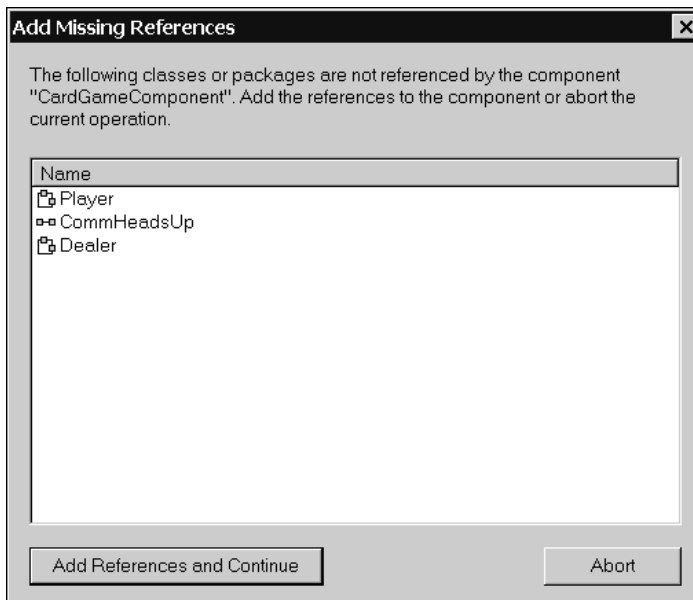 Add Missing References
The following classes or packages are not referenced by the component
"CardGameComponent". Add the references to the component or abort the
current operation.
Name
Player
CommHeadsUp
Dealer
Add References and Continue
Abort